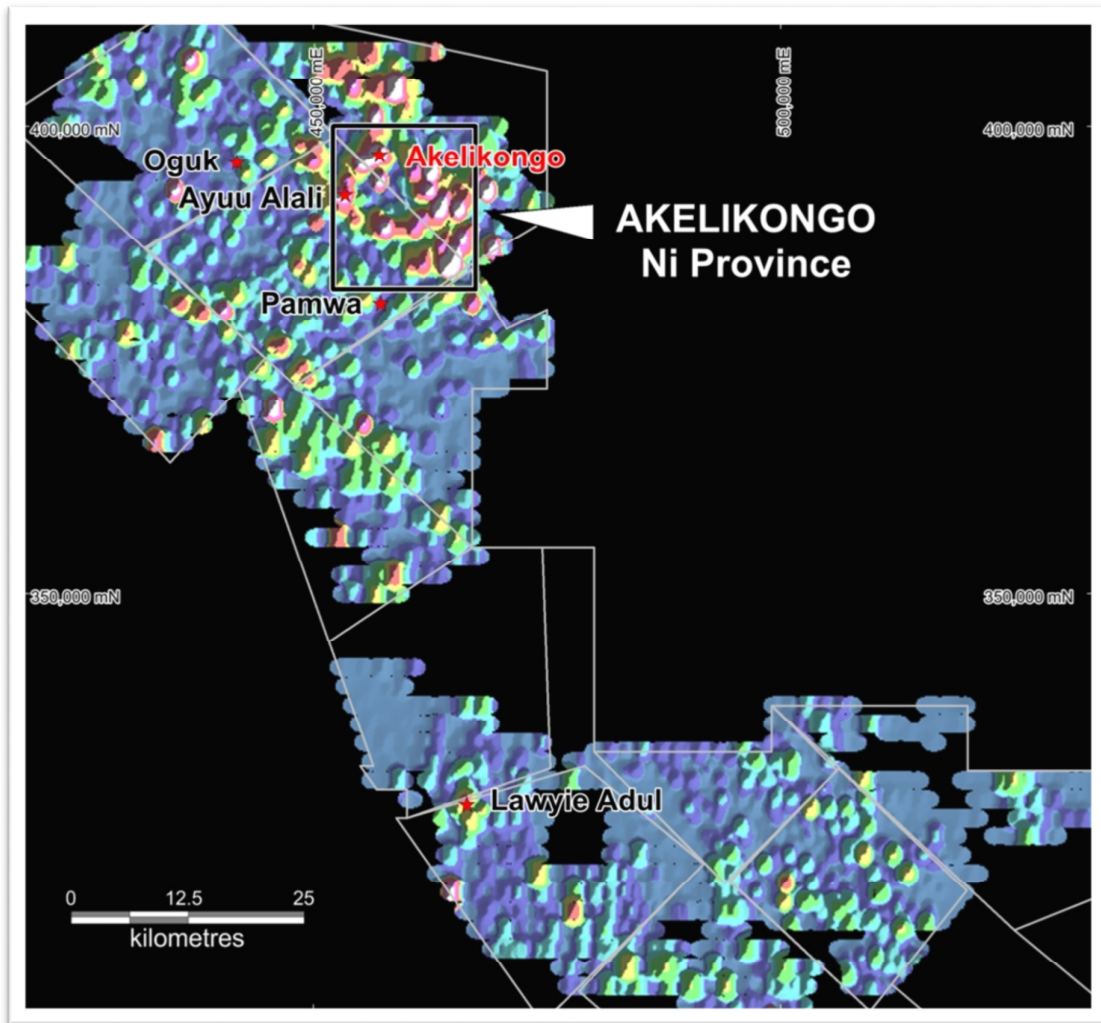 450,000 mE
500,000 mE
400,000 mN
400,000 mN
Oguk
Akelikongo
Ayuu Alali
AKELIKONGO
Ni Province
Pamwa
350,000 mN
350,000 mN
Lawyie Adul
0 12.5 25
kilometres